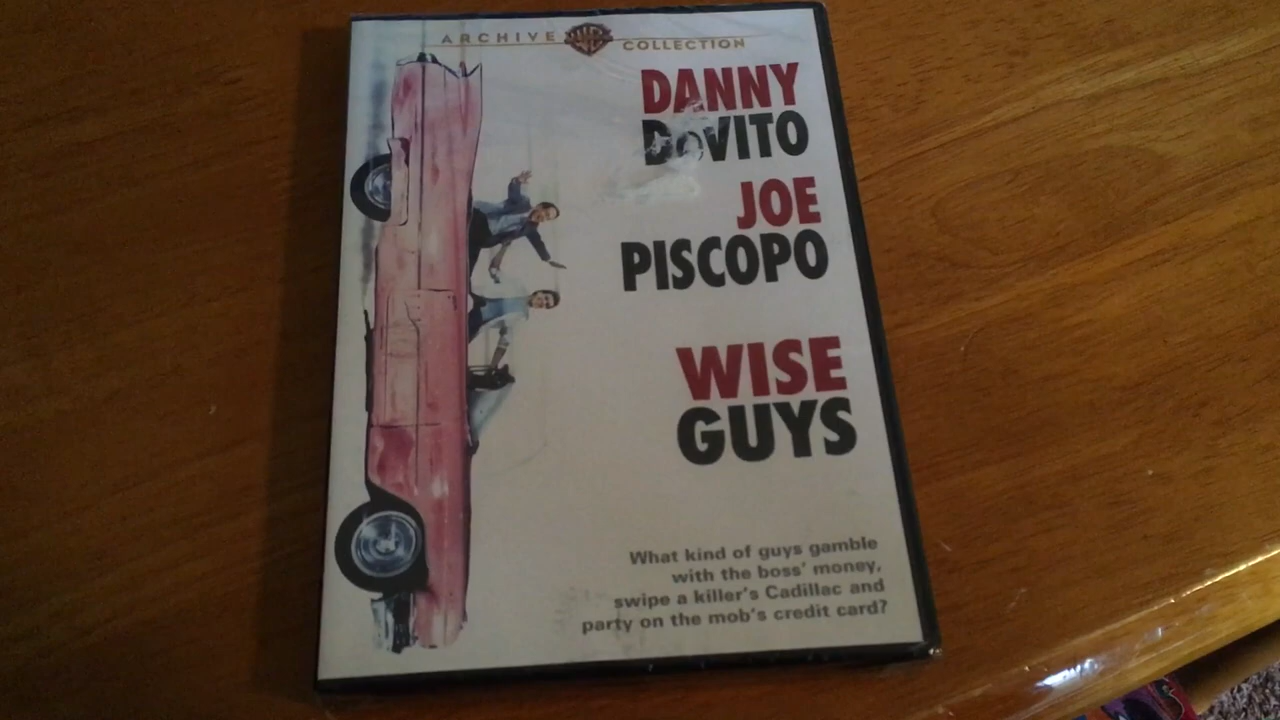 ARCHIVE WB COLLECTION
DANNY
DeVITO
JOE
PISCOPO
WISE
GUYS
What kind of guys gamble
with the boss' money,
swipe a killer's Cadillac and
party on the mob's credit card?